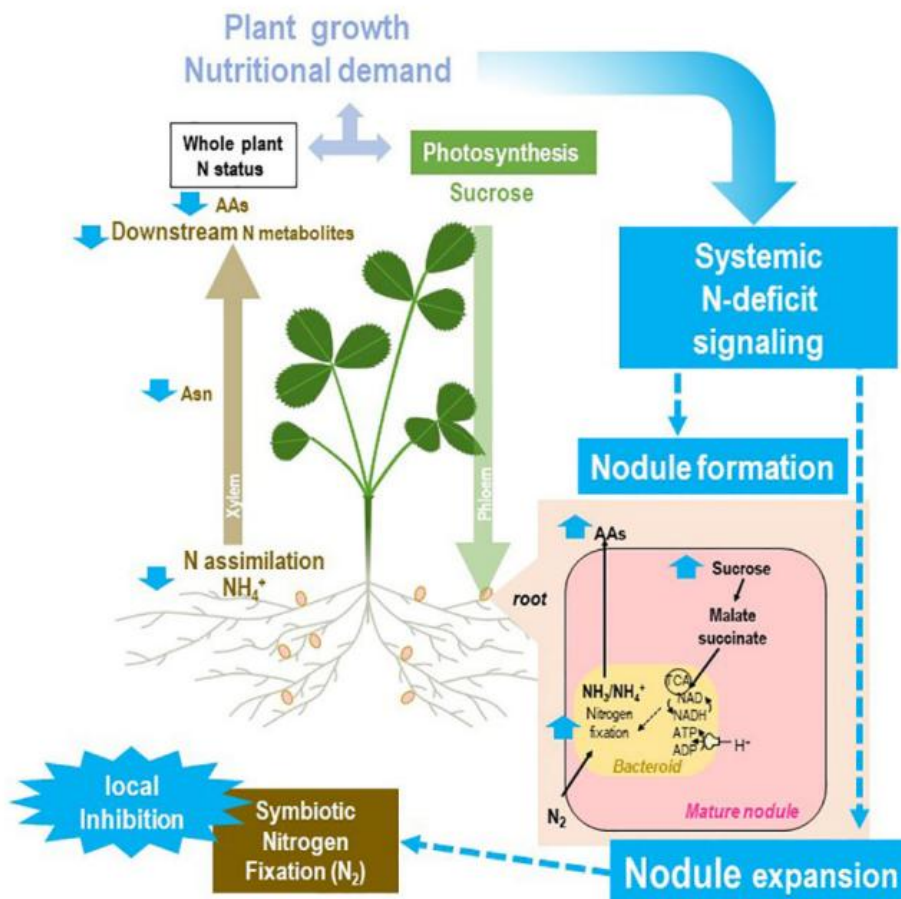 Plant growth
Nutritional demand
Whole plant
N status
Photosynthesis
Sucrose
AAs
Downstream N metabolites
Systemic
N-deficit
signaling
Asn
Nodule formation
Xylem
Phloem
N assimilation
NH₄⁺
root
AAs
Sucrose
Malate
succinate
TCA
NAD
NADH
ATP
ADP
H⁺
NH₃/NH₄⁺
Nitrogen
fixation
Bacteroid
N₂
Mature nodule
local
Inhibition
Symbiotic
Nitrogen
Fixation (N₂)
Nodule expansion